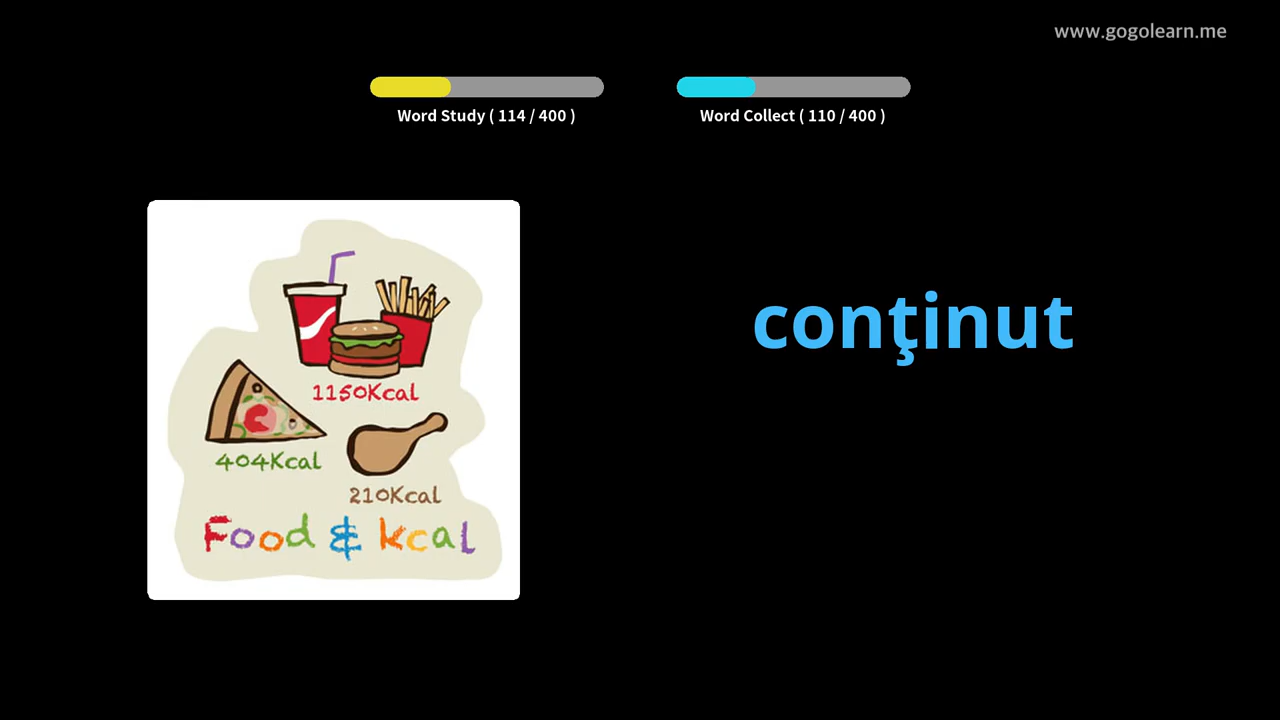 www.gogolearn.me
Word Study ( 114 / 400 )
Word Collect ( 110 / 400 )
conţinut
1150Kcal
404Kcal
210Kcal
Food & kcal